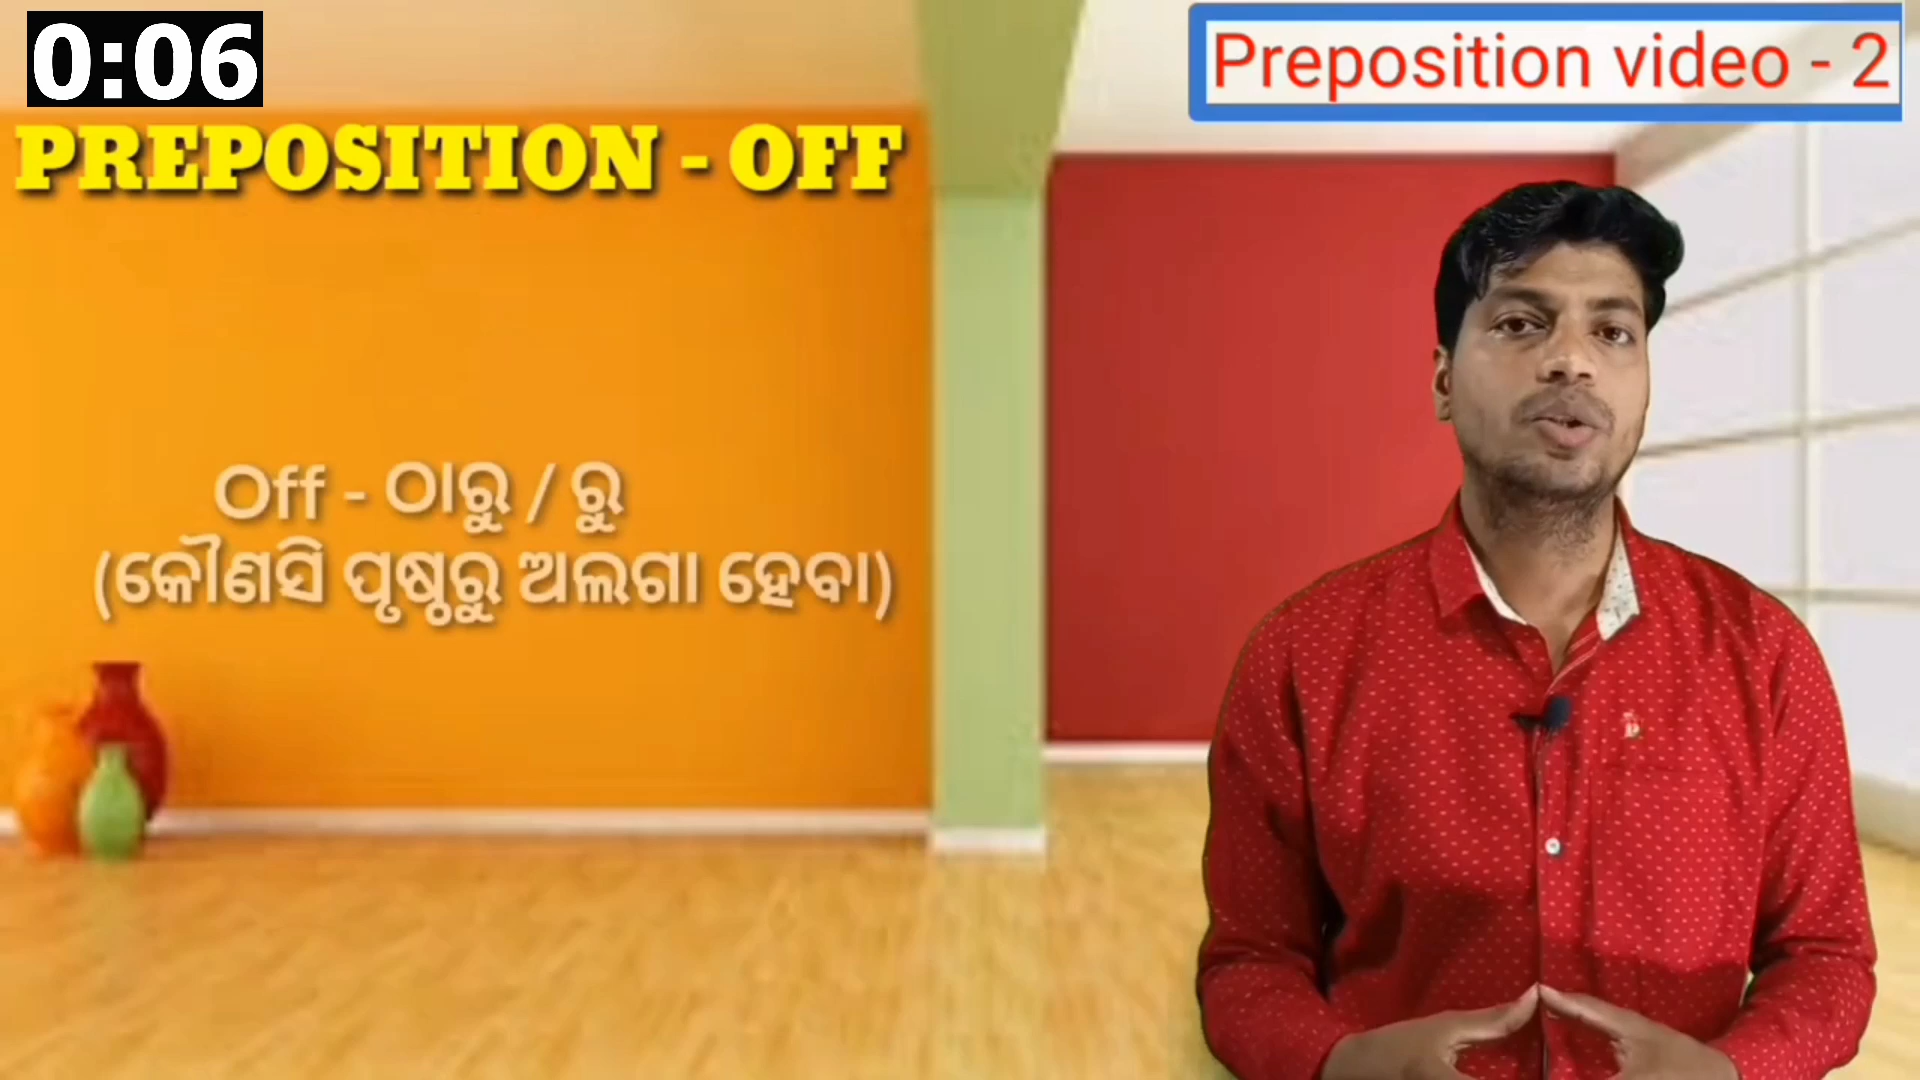 0:06
Preposition video - 2
PREPOSITION - OFF
Off - ଠାରୁ / ରୁ
(କୌଣସି ପୃଷ୍ଠରୁ ଅଲଗା ହେବା)